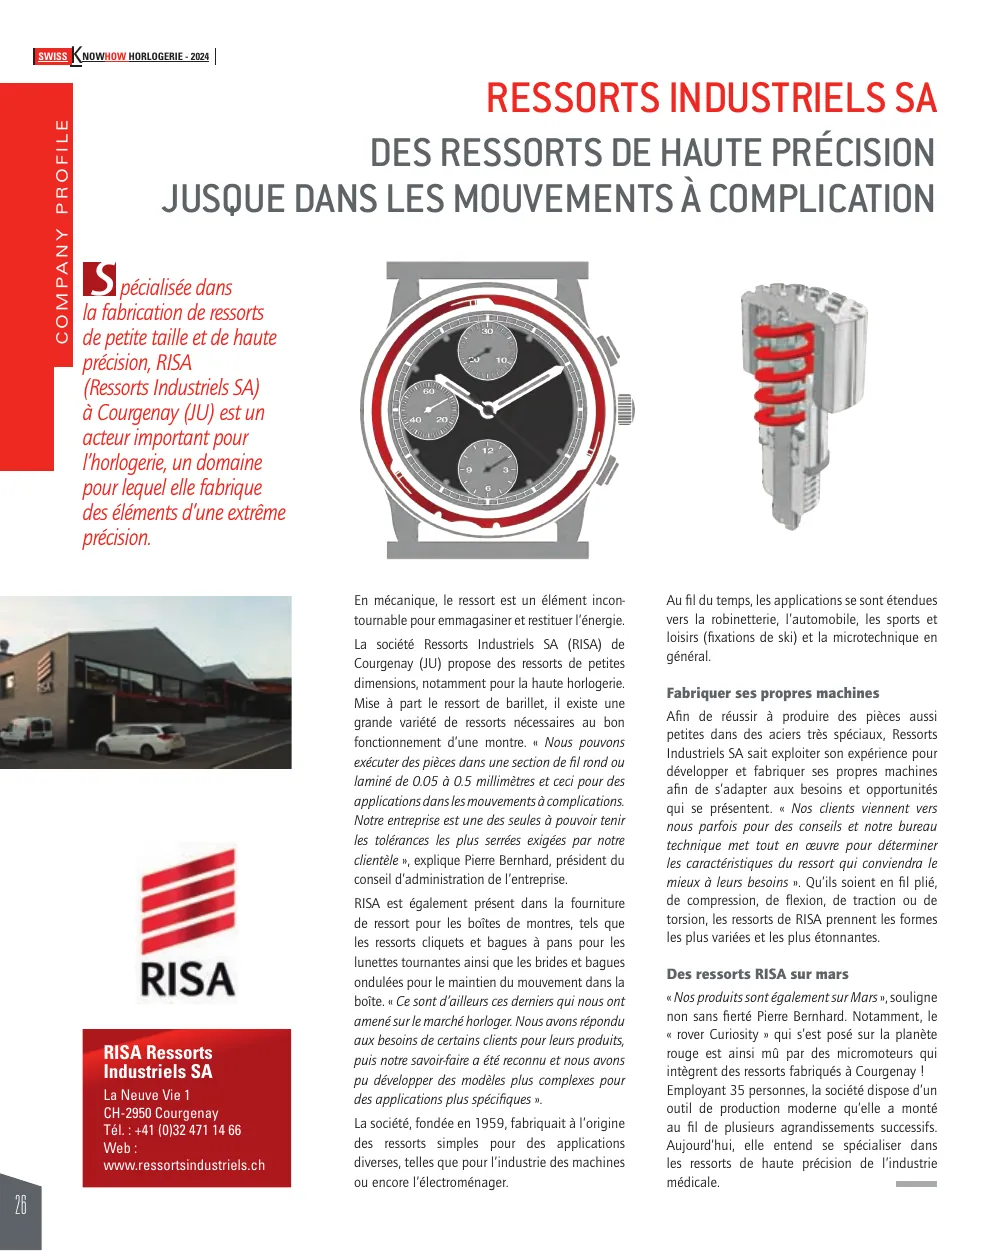 SWISS KNOWHOW HORLOGERIE - 2024
COMPANY PROFILE
RESSORTS INDUSTRIELS SA
DES RESSORTS DE HAUTE PRÉCISION
JUSQUE DANS LES MOUVEMENTS À COMPLICATION
Spécialisée dans
la fabrication de ressorts
de petite taille et de haute
précision, RISA
(Ressorts Industriels SA)
à Courgenay (JU) est un
acteur important pour
l'horlogerie, un domaine
pour lequel elle fabrique
des éléments d'une extrême
précision.
30
20 10
60
40 20
12
9 3
6
RISA
RISA
RISA Ressorts
Industriels SA
La Neuve Vie 1
CH-2950 Courgenay
Tél. : +41 (0)32 471 14 66
Web :
www.ressortsindustriels.ch
En mécanique, le ressort est un élément incon-
tournable pour emmagasiner et restituer l'énergie.
La société Ressorts Industriels SA (RISA) de
Courgenay (JU) propose des ressorts de petites
dimensions, notamment pour la haute horlogerie.
Mise à part le ressort de barillet, il existe une
grande variété de ressorts nécessaires au bon
fonctionnement d'une montre. « Nous pouvons
exécuter des pièces dans une section de fil rond ou
laminé de 0.05 à 0.5 millimètres et ceci pour des
applications dans les mouvements à complications.
Notre entreprise est une des seules à pouvoir tenir
les tolérances les plus serrées exigées par notre
clientèle », explique Pierre Bernhard, président du
conseil d'administration de l'entreprise.
RISA est également présent dans la fourniture
de ressort pour les boîtes de montres, tels que
les ressorts cliquets et bagues à pans pour les
lunettes tournantes ainsi que les brides et bagues
ondulées pour le maintien du mouvement dans la
boîte. « Ce sont d'ailleurs ces derniers qui nous ont
amené sur le marché horloger. Nous avons répondu
aux besoins de certains clients pour leurs produits,
puis notre savoir-faire a été reconnu et nous avons
pu développer des modèles plus complexes pour
des applications plus spécifiques ».
La société, fondée en 1959, fabriquait à l'origine
des ressorts simples pour des applications
diverses, telles que pour l'industrie des machines
ou encore l'électroménager.
Au fil du temps, les applications se sont étendues
vers la robinetterie, l'automobile, les sports et
loisirs (fixations de ski) et la microtechnique en
général.
Fabriquer ses propres machines
Afin de réussir à produire des pièces aussi
petites dans des aciers très spéciaux, Ressorts
Industriels SA sait exploiter son expérience pour
développer et fabriquer ses propres machines
afin de s'adapter aux besoins et opportunités
qui se présentent. « Nos clients viennent vers
nous parfois pour des conseils et notre bureau
technique met tout en œuvre pour déterminer
les caractéristiques du ressort qui conviendra le
mieux à leurs besoins ». Qu'ils soient en fil plié,
de compression, de flexion, de traction ou de
torsion, les ressorts de RISA prennent les formes
les plus variées et les plus étonnantes.
Des ressorts RISA sur mars
« Nos produits sont également sur Mars », souligne
non sans fierté Pierre Bernhard. Notamment, le
« rover Curiosity » qui s'est posé sur la planète
rouge est ainsi mû par des micromoteurs qui
intègrent des ressorts fabriqués à Courgenay !
Employant 35 personnes, la société dispose d'un
outil de production moderne qu'elle a monté
au fil de plusieurs agrandissements successifs.
Aujourd'hui, elle entend se spécialiser dans
les ressorts de haute précision de l'industrie
médicale.
26